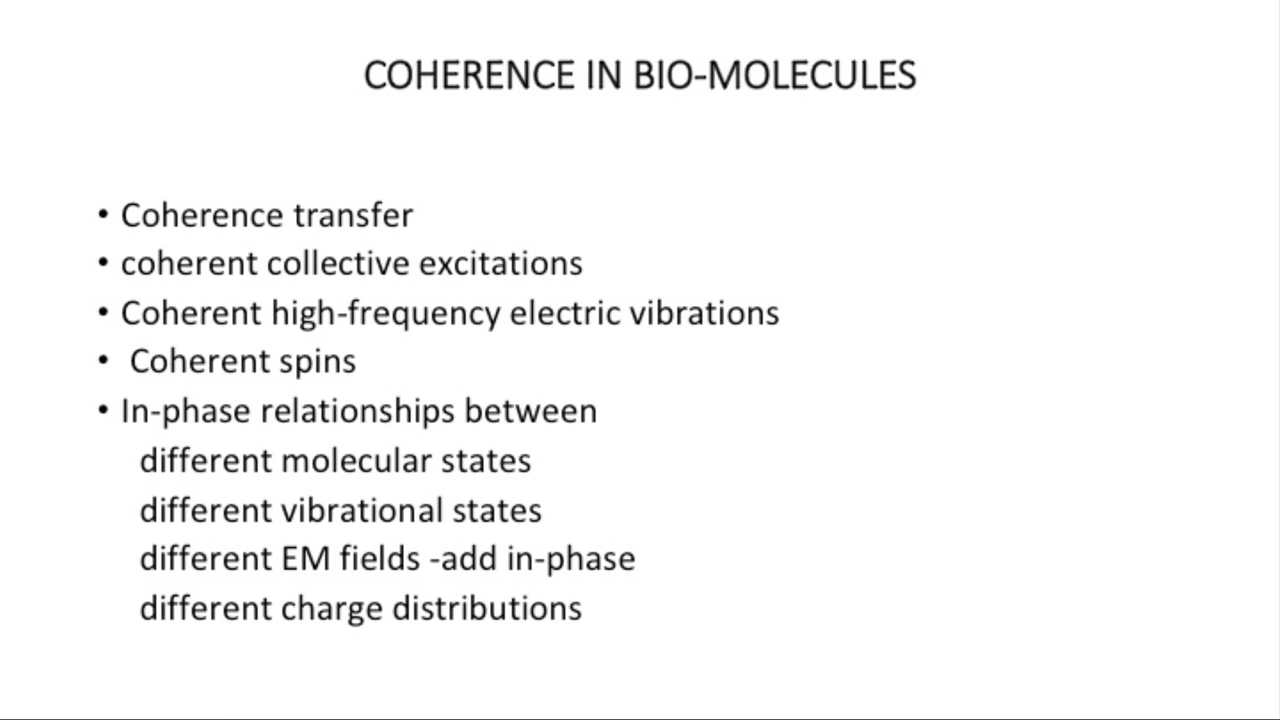 COHERENCE IN BIO-MOLECULES
• Coherence transfer
• coherent collective excitations
• Coherent high-frequency electric vibrations
• Coherent spins
• In-phase relationships between
different molecular states
different vibrational states
different EM fields -add in-phase
different charge distributions